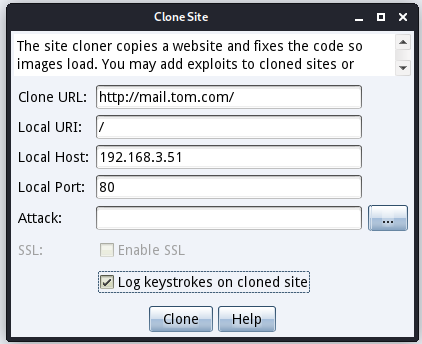 Clone Site
The site cloner copies a website and fixes the code so
images load. You may add exploits to cloned sites or
Clone URL: http://mail.tom.com/
Local URI: /
Local Host: 192.168.3.51
Local Port: 80
Attack: ...
SSL: Enable SSL
Log keystrokes on cloned site
Clone Help